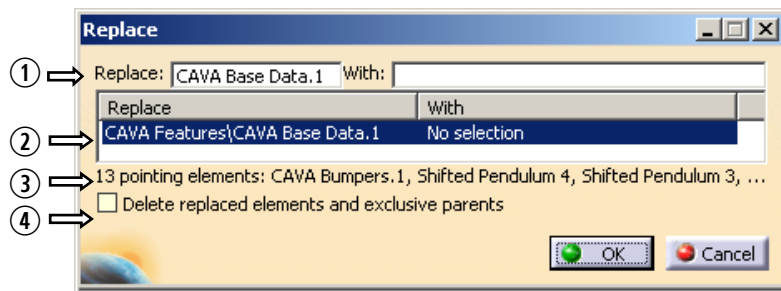 Replace
① Replace: CAVA Base Data.1 With:
Replace With
② CAVA Features\CAVA Base Data.1 No selection
③ 13 pointing elements: CAVA Bumpers.1, Shifted Pendulum 4, Shifted Pendulum 3, ...
④ Delete replaced elements and exclusive parents
OK Cancel